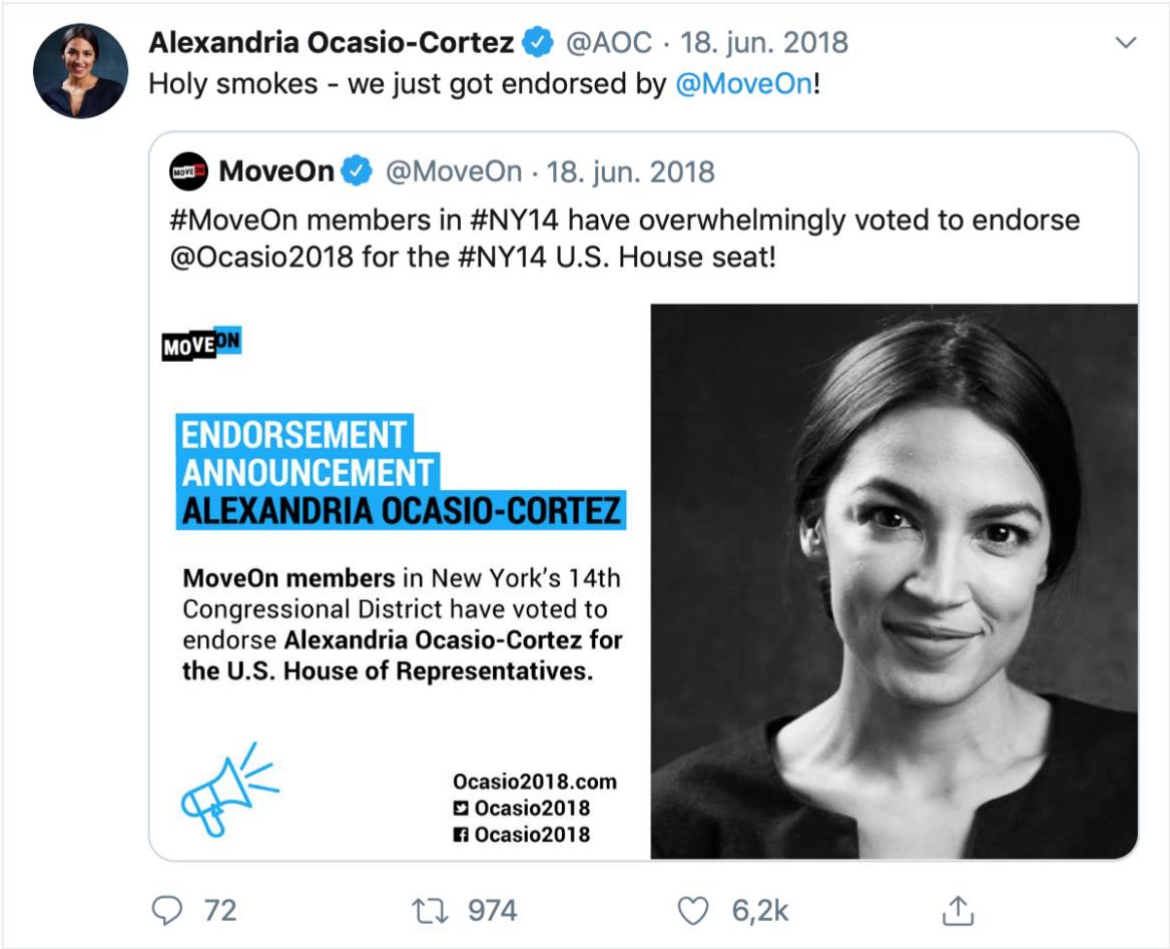 Alexandria Ocasio-Cortez @AOC · 18. jun. 2018
Holy smokes - we just got endorsed by @MoveOn!
MOVEON MoveOn @MoveOn · 18. jun. 2018
#MoveOn members in #NY14 have overwhelmingly voted to endorse
@Ocasio2018 for the #NY14 U.S. House seat!
MOVEON
ENDORSEMENT
ANNOUNCEMENT
ALEXANDRIA OCASIO-CORTEZ
MoveOn members in New York’s 14th
Congressional District have voted to
endorse Alexandria Ocasio-Cortez for
the U.S. House of Representatives.
Ocasio2018.com
Ocasio2018
Ocasio2018
72 974 6,2k